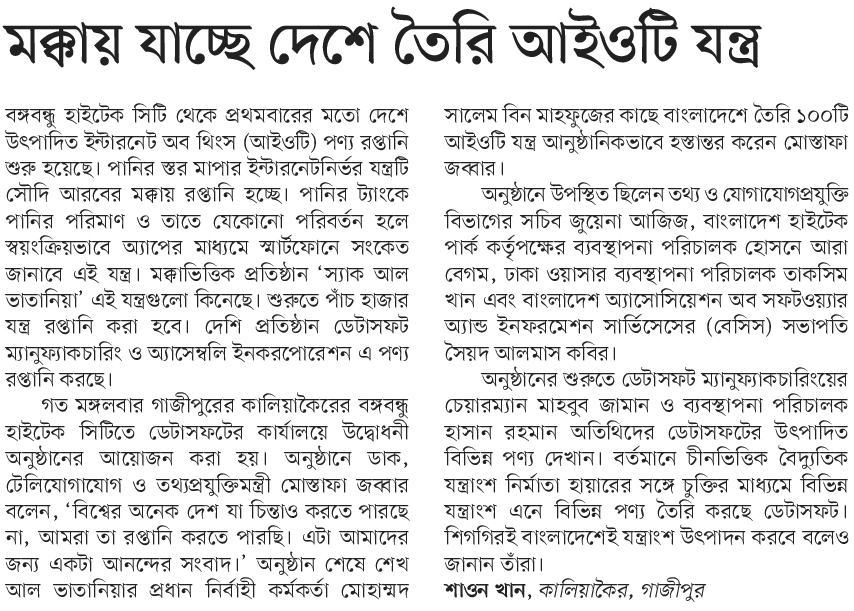 মক্কায় যাচ্ছে দেশে তৈরি আইওটি যন্ত্র
বঙ্গবন্ধু হাইটেক সিটি থেকে প্রথমবারের মতো দেশে
উৎপাদিত ইন্টারনেট অব থিংস (আইওটি) পণ্য রপ্তানি
শুরু হয়েছে। পানির স্তর মাপার ইন্টারনেটনির্ভর যন্ত্রটি
সৌদি আরবের মক্কায় রপ্তানি হচ্ছে। পানির ট্যাংকে
পানির পরিমাণ ও তাতে যেকোনো পরিবর্তন হলে
স্বয়ংক্রিয়ভাবে অ্যাপের মাধ্যমে স্মার্টফোনে সংকেত
জানাবে এই যন্ত্র। মক্কাভিত্তিক প্রতিষ্ঠান ‘স্যাক আল
ভাতানিয়া’ এই যন্ত্রগুলো কিনেছে। শুরুতে পাঁচ হাজার
যন্ত্র রপ্তানি করা হবে। দেশি প্রতিষ্ঠান ডেটাসফট
ম্যানুফ্যাকচারিং ও অ্যাসেম্বলি ইনকরপোরেশন এ পণ্য
রপ্তানি করছে।
গত মঙ্গলবার গাজীপুরের কালিয়াকৈরের বঙ্গবন্ধু
হাইটেক সিটিতে ডেটাসফটের কার্যালয়ে উদ্বোধনী
অনুষ্ঠানের আয়োজন করা হয়। অনুষ্ঠানে ডাক,
টেলিযোগাযোগ ও তথ্যপ্রযুক্তিমন্ত্রী মোস্তাফা জব্বার
বলেন, ‘বিশ্বের অনেক দেশ যা চিন্তাও করতে পারছে
না, আমরা তা রপ্তানি করতে পারছি। এটা আমাদের
জন্য একটা আনন্দের সংবাদ।’ অনুষ্ঠান শেষে শেখ
আল ভাতানিয়ার প্রধান নির্বাহী কর্মকর্তা মোহাম্মদ
সালেম বিন মাহফুজের কাছে বাংলাদেশে তৈরি ১০০টি
আইওটি যন্ত্র আনুষ্ঠানিকভাবে হস্তান্তর করেন মোস্তাফা
জব্বার।
অনুষ্ঠানে উপস্থিত ছিলেন তথ্য ও যোগাযোগপ্রযুক্তি
বিভাগের সচিব জুয়েনা আজিজ, বাংলাদেশ হাইটেক
পার্ক কর্তৃপক্ষের ব্যবস্থাপনা পরিচালক হোসনে আরা
বেগম, ঢাকা ওয়াসার ব্যবস্থাপনা পরিচালক তাকসিম
খান এবং বাংলাদেশ অ্যাসোসিয়েশন অব সফটওয়্যার
অ্যান্ড ইনফরমেশন সার্ভিসেসের (বেসিস) সভাপতি
সৈয়দ আলমাস কবির।
অনুষ্ঠানের শুরুতে ডেটাসফট ম্যানুফ্যাকচারিংয়ের
চেয়ারম্যান মাহবুব জামান ও ব্যবস্থাপনা পরিচালক
হাসান রহমান অতিথিদের ডেটাসফটের উৎপাদিত
বিভিন্ন পণ্য দেখান। বর্তমানে চীনভিত্তিক বৈদ্যুতিক
যন্ত্রাংশ নির্মাতা হায়ারের সঙ্গে চুক্তির মাধ্যমে বিভিন্ন
যন্ত্রাংশ এনে বিভিন্ন পণ্য তৈরি করছে ডেটাসফট।
শিগগিরই বাংলাদেশেই যন্ত্রাংশ উৎপাদন করবে বলেও
জানান তাঁরা।
শাওন খান, কালিয়াকৈর, গাজীপুর